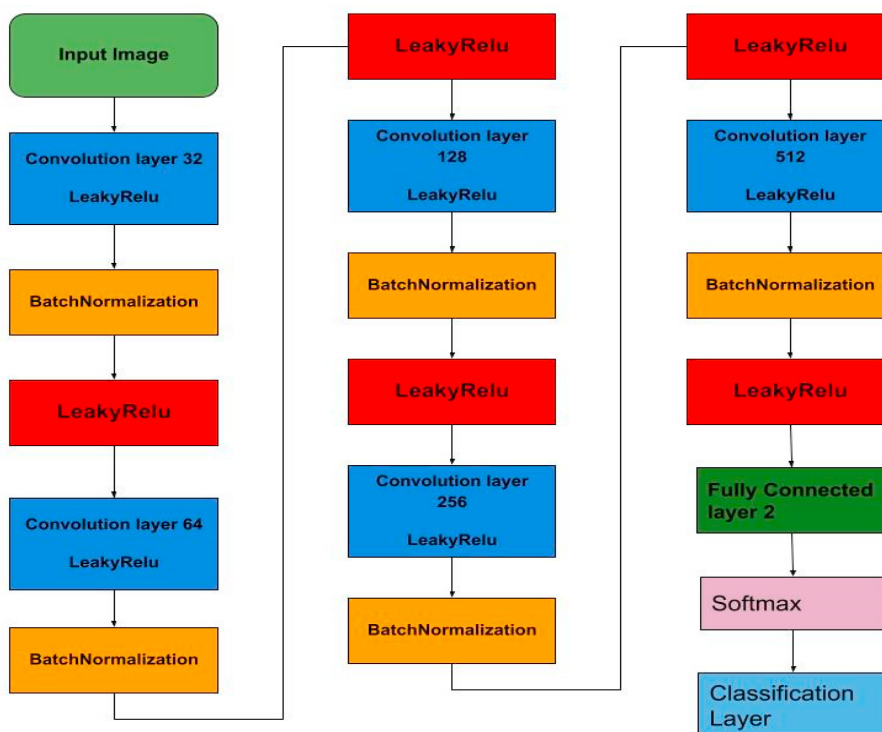 Input Image
Convolution layer 32
LeakyRelu
BatchNormalization
LeakyRelu
Convolution layer 64
LeakyRelu
BatchNormalization
LeakyRelu
Convolution layer
128
LeakyRelu
BatchNormalization
LeakyRelu
Convolution layer
256
LeakyRelu
BatchNormalization
LeakyRelu
Convolution layer
512
LeakyRelu
BatchNormalization
LeakyRelu
Fully Connected
layer 2
Softmax
Classification
Layer